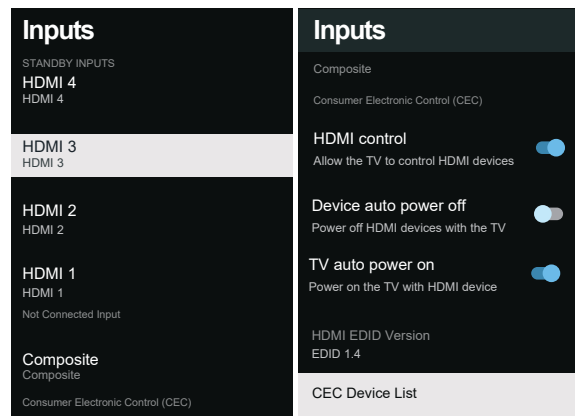 Inputs
STANDBY INPUTS
HDMI 4
HDMI 4
HDMI 3
HDMI 3
HDMI 2
HDMI 2
HDMI 1
HDMI 1
Not Connected Input
Composite
Composite
Consumer Electronic Control (CEC)
Inputs
Composite
Consumer Electronic Control (CEC)
HDMI control
Allow the TV to control HDMI devices
Device auto power off
Power off HDMI devices with the TV
TV auto power on
Power on the TV with HDMI device
HDMI EDID Version
EDID 1.4
CEC Device List